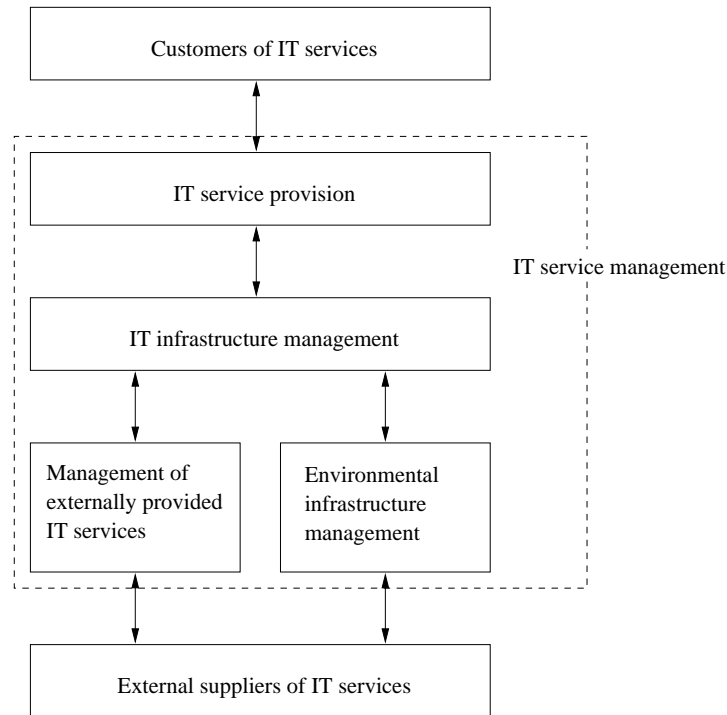 Customers of IT services
IT service provision
IT service management
IT infrastructure management
Management of
externally provided
IT services
Environmental
infrastructure
management
External suppliers of IT services